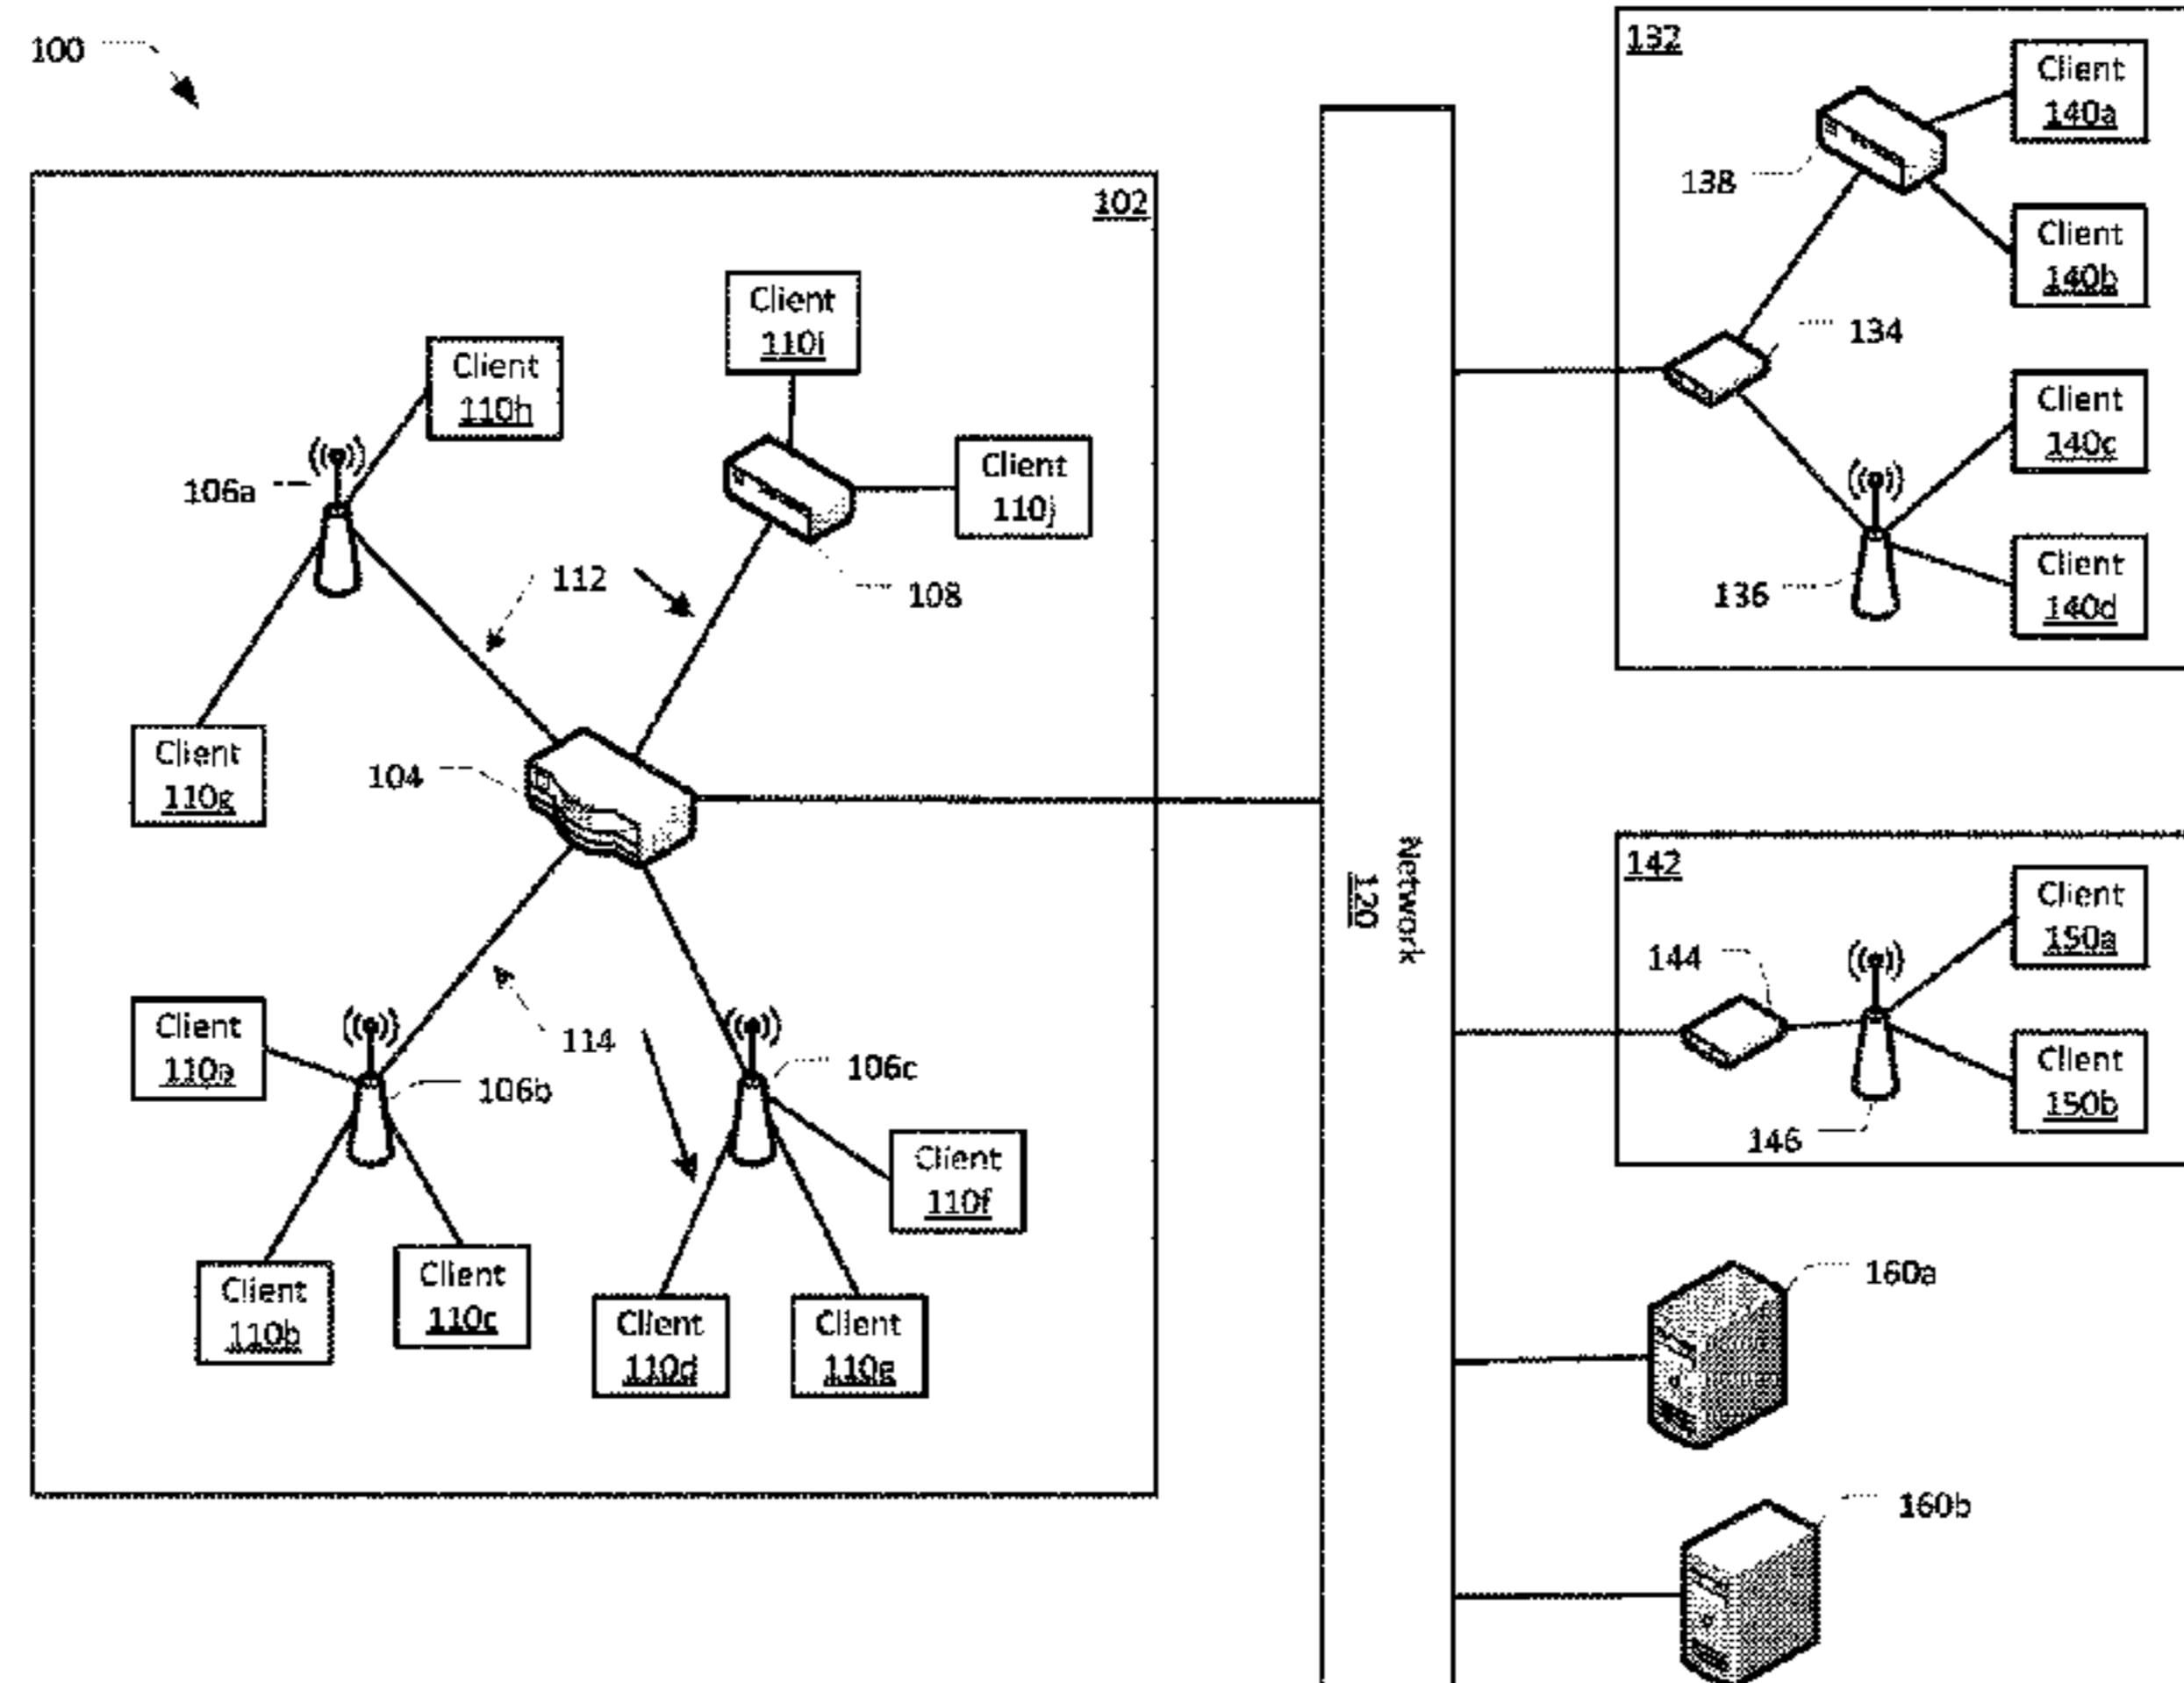 100
102
Client
110h
106a
Client
110i
Client
110j
108
112
Client
110g
104
114
Client
110a
106b
Client
110b
Client
110c
106c
Client
110f
Client
110d
Client
110e
Network
120
132
Client
140a
138
Client
140b
134
Client
140c
136
Client
140d
142
144
Client
150a
Client
150b
146
160a
160b